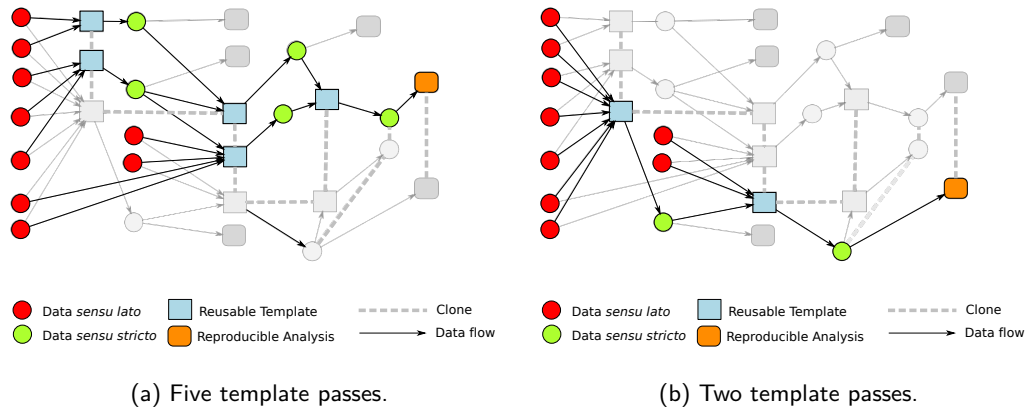 Data sensu lato
Reusable Template
Clone
Data sensu stricto
Reproducible Analysis
Data flow
Data sensu lato
Reusable Template
Clone
Data sensu stricto
Reproducible Analysis
Data flow
(a) Five template passes.
(b) Two template passes.